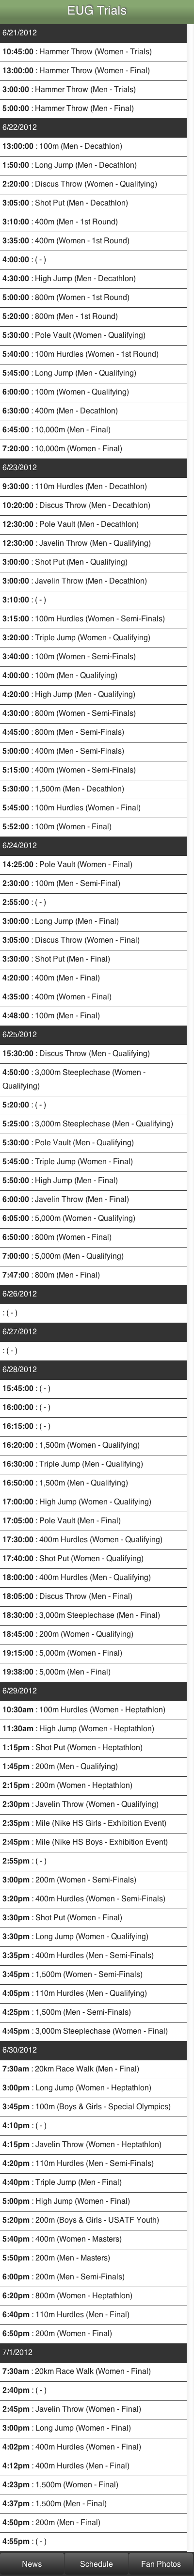 EUG Trials
6/21/2012
10:45:00 : Hammer Throw (Women - Trials)
13:00:00 : Hammer Throw (Women - Final)
3:00:00 : Hammer Throw (Men - Trials)
5:00:00 : Hammer Throw (Men - Final)
6/22/2012
13:00:00 : 100m (Men - Decathlon)
1:50:00 : Long Jump (Men - Decathlon)
2:20:00 : Discus Throw (Women - Qualifying)
3:05:00 : Shot Put (Men - Decathlon)
3:10:00 : 400m (Men - 1st Round)
3:35:00 : 400m (Women - 1st Round)
4:00:00 : ( - )
4:30:00 : High Jump (Men - Decathlon)
5:00:00 : 800m (Women - 1st Round)
5:20:00 : 800m (Men - 1st Round)
5:30:00 : Pole Vault (Women - Qualifying)
5:40:00 : 100m Hurdles (Women - 1st Round)
5:45:00 : Long Jump (Men - Qualifying)
6:00:00 : 100m (Women - Qualifying)
6:30:00 : 400m (Men - Decathlon)
6:45:00 : 10,000m (Men - Final)
7:20:00 : 10,000m (Women - Final)
6/23/2012
9:30:00 : 110m Hurdles (Men - Decathlon)
10:20:00 : Discus Throw (Men - Decathlon)
12:30:00 : Pole Vault (Men - Decathlon)
12:30:00 : Javelin Throw (Men - Qualifying)
3:00:00 : Shot Put (Men - Qualifying)
3:00:00 : Javelin Throw (Men - Decathlon)
3:10:00 : ( - )
3:15:00 : 100m Hurdles (Women - Semi-Finals)
3:20:00 : Triple Jump (Women - Qualifying)
3:40:00 : 100m (Women - Semi-Finals)
4:00:00 : 100m (Men - Qualifying)
4:20:00 : High Jump (Men - Qualifying)
4:30:00 : 800m (Women - Semi-Finals)
4:45:00 : 800m (Men - Semi-Finals)
5:00:00 : 400m (Men - Semi-Finals)
5:15:00 : 400m (Women - Semi-Finals)
5:30:00 : 1,500m (Men - Decathlon)
5:45:00 : 100m Hurdles (Women - Final)
5:52:00 : 100m (Women - Final)
6/24/2012
14:25:00 : Pole Vault (Women - Final)
2:30:00 : 100m (Men - Semi-Final)
2:55:00 : ( - )
3:00:00 : Long Jump (Men - Final)
3:05:00 : Discus Throw (Women - Final)
3:30:00 : Shot Put (Men - Final)
4:20:00 : 400m (Men - Final)
4:35:00 : 400m (Women - Final)
4:48:00 : 100m (Men - Final)
6/25/2012
15:30:00 : Discus Throw (Men - Qualifying)
4:50:00 : 3,000m Steeplechase (Women -
Qualifying)
5:20:00 : ( - )
5:25:00 : 3,000m Steeplechase (Men - Qualifying)
5:30:00 : Pole Vault (Men - Qualifying)
5:45:00 : Triple Jump (Women - Final)
5:50:00 : High Jump (Men - Final)
6:00:00 : Javelin Throw (Men - Final)
6:05:00 : 5,000m (Women - Qualifying)
6:50:00 : 800m (Women - Final)
7:00:00 : 5,000m (Men - Qualifying)
7:47:00 : 800m (Men - Final)
6/26/2012
: ( - )
6/27/2012
: ( - )
6/28/2012
15:45:00 : ( - )
16:00:00 : ( - )
16:15:00 : ( - )
16:20:00 : 1,500m (Women - Qualifying)
16:30:00 : Triple Jump (Men - Qualifying)
16:50:00 : 1,500m (Men - Qualifying)
17:00:00 : High Jump (Women - Qualifying)
17:05:00 : Pole Vault (Men - Final)
17:30:00 : 400m Hurdles (Women - Qualifying)
17:40:00 : Shot Put (Women - Qualifying)
18:00:00 : 400m Hurdles (Men - Qualifying)
18:05:00 : Discus Throw (Men - Final)
18:30:00 : 3,000m Steeplechase (Men - Final)
18:45:00 : 200m (Women - Qualifying)
19:15:00 : 5,000m (Women - Final)
19:38:00 : 5,000m (Men - Final)
6/29/2012
10:30am : 100m Hurdles (Women - Heptathlon)
11:30am : High Jump (Women - Heptathlon)
1:15pm : Shot Put (Women - Heptathlon)
1:45pm : 200m (Men - Qualifying)
2:15pm : 200m (Women - Heptathlon)
2:30pm : Javelin Throw (Women - Qualifying)
2:35pm : Mile (Nike HS Girls - Exhibition Event)
2:45pm : Mile (Nike HS Boys - Exhibition Event)
2:55pm : ( - )
3:00pm : 200m (Women - Semi-Finals)
3:20pm : 400m Hurdles (Women - Semi-Finals)
3:30pm : Shot Put (Women - Final)
3:30pm : Long Jump (Women - Qualifying)
3:35pm : 400m Hurdles (Men - Semi-Finals)
3:45pm : 1,500m (Women - Semi-Finals)
4:05pm : 110m Hurdles (Men - Qualifying)
4:25pm : 1,500m (Men - Semi-Finals)
4:45pm : 3,000m Steeplechase (Women - Final)
6/30/2012
7:30am : 20km Race Walk (Men - Final)
3:00pm : Long Jump (Women - Heptathlon)
3:45pm : 100m (Boys & Girls - Special Olympics)
4:10pm : ( - )
4:15pm : Javelin Throw (Women - Heptathlon)
4:20pm : 110m Hurdles (Men - Semi-Finals)
4:40pm : Triple Jump (Men - Final)
5:00pm : High Jump (Women - Final)
5:20pm : 200m (Boys & Girls - USATF Youth)
5:40pm : 400m (Women - Masters)
5:50pm : 200m (Men - Masters)
6:00pm : 200m (Men - Semi-Finals)
6:20pm : 800m (Women - Heptathlon)
6:40pm : 110m Hurdles (Men - Final)
6:50pm : 200m (Women - Final)
7/1/2012
7:30am : 20km Race Walk (Women - Final)
2:40pm : ( - )
2:45pm : Javelin Throw (Women - Final)
3:00pm : Long Jump (Women - Final)
4:02pm : 400m Hurdles (Women - Final)
4:12pm : 400m Hurdles (Men - Final)
4:23pm : 1,500m (Women - Final)
4:37pm : 1,500m (Men - Final)
4:50pm : 200m (Men - Final)
4:55pm : ( - )
News Schedule Fan Photos